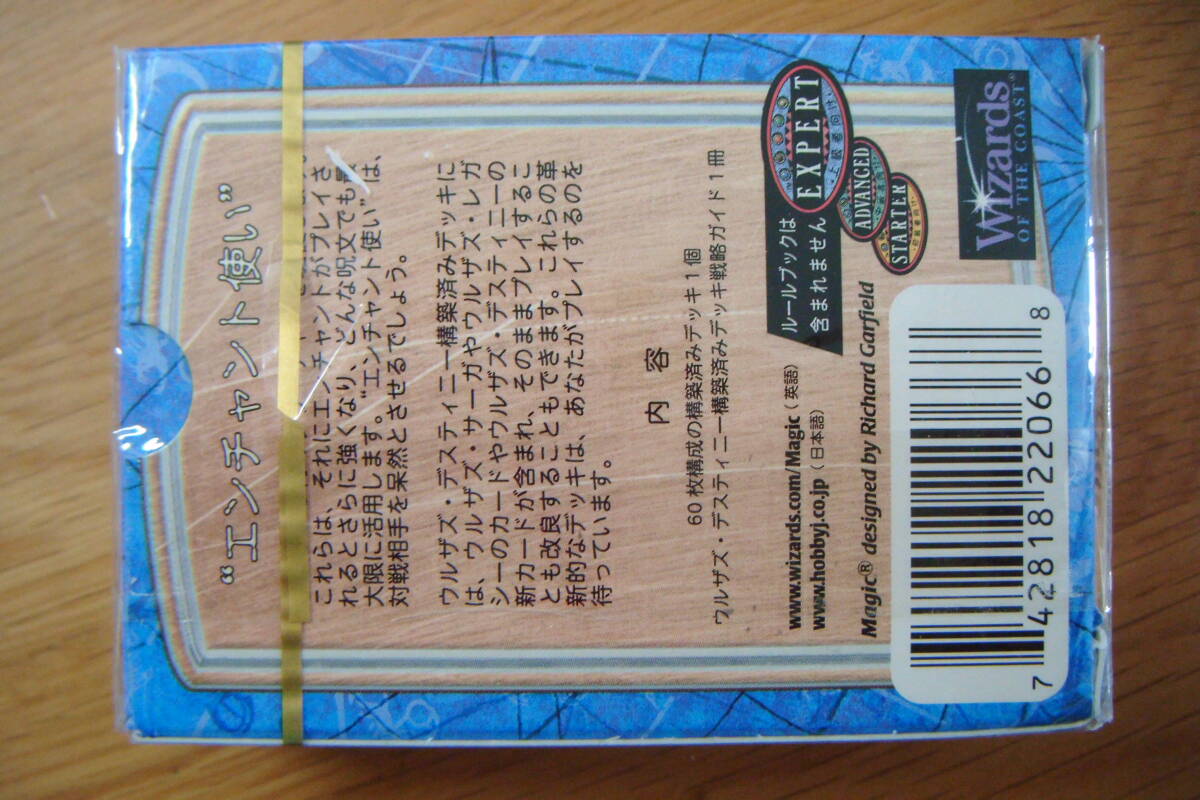 “エンチャント使い”
これらは、それにエンチャントがプレイさ
れるとさらに強くなり、どんな呪文でも最
大限に活用します。“エンチャント使い”は、
対戦相手を呆然とさせるでしょう。
ウルザズ・デスティニー構築済みデッキに
は、ウルザズ・サーガやウルザズ・レガ
シーのカードやウルザズ・デスティニーの
新カードが含まれ、そのままプレイするこ
とも改良することもできます。これらの革
新的なデッキは、あなたがプレイするのを
待っています。
内 容
60枚構成の構築済みデッキ1個
ウルザズ・デスティニー構築済みデッキ戦略ガイド1冊
www.wizards.com/Magic（英語）
www.hobbyj.co.jp（日本語）
ルールブックは
含まれません
EXPERT
上級者向け
ADVANCED
STARTER
Magic® designed by Richard Garfield
Wizards
OF THE COAST®
7 42818 22066 8